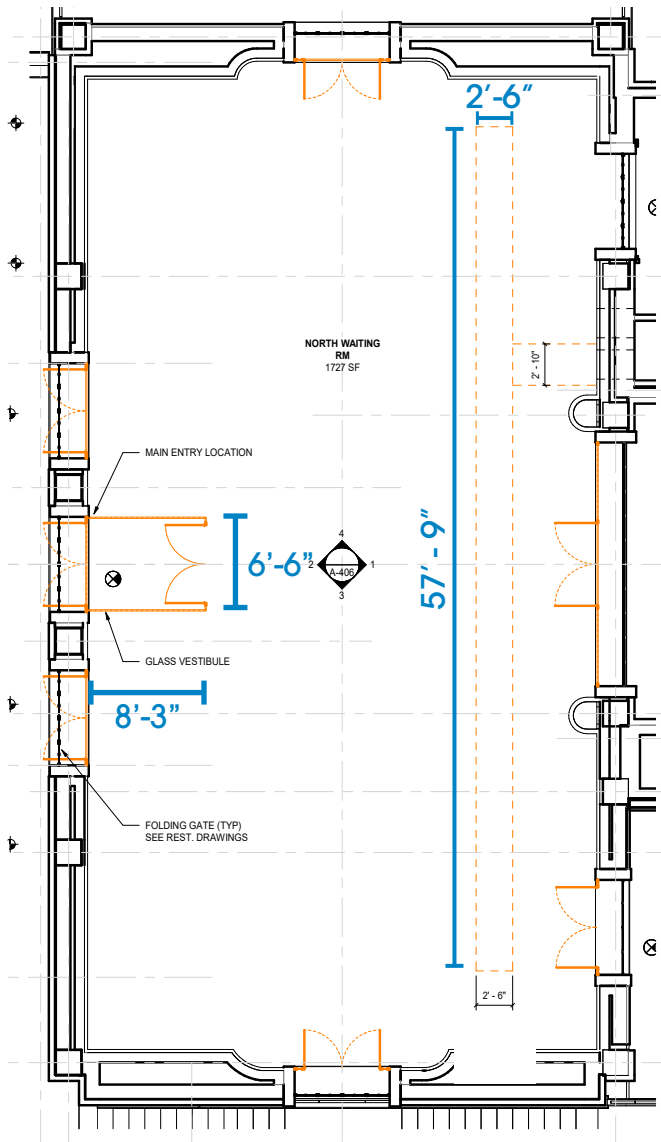 2'-6"
NORTH WAITING
RM
1727 SF
2' - 10"
MAIN ENTRY LOCATION
57' - 9"
6'-6"
4
2
1
A-406
3
GLASS VESTIBULE
8'-3"
FOLDING GATE (TYP)
SEE REST. DRAWINGS
2' - 6"